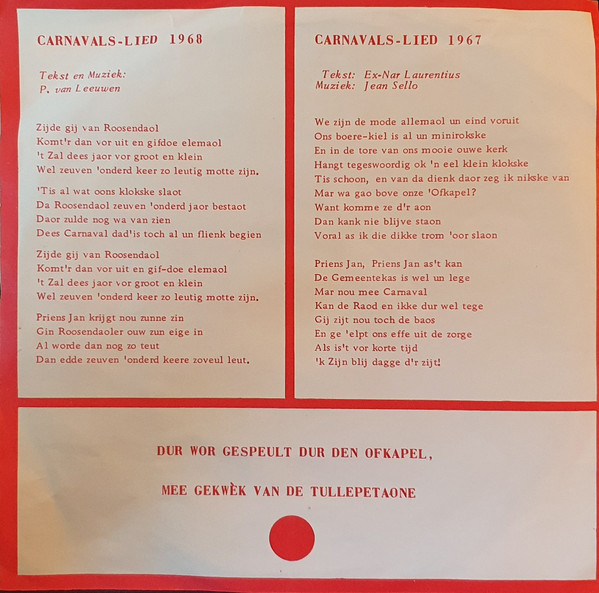 CARNAVALS-LIED 1968
Tekst en Muziek:
P. van Leeuwen
Zijde gij van Roosendaol
Komt'r dan vor uit en gifdoe elemaol
't Zal dees jaor vor groot en klein
Wel zeuven 'onderd keer zo leutig motte zijn.
'Tis al wat oons klokske slaot
Da Roosendaol zeuven 'onderd jaor bestaot
Daor zulde nog wa van zien
Dees Carnaval dad'is toch al un flienk begien
Zijde gij van Roosendaol
Komt'r dan vor uit en gif-doe elemaol
't Zal dees jaor vor groot en klein
Wel zeuven 'onderd keer zo leutig motte zijn.
Priens Jan krijgt nou zunne zin
Gin Roosendaoler ouw zun eige in
Al worde dan nog zo teut
Dan edde zeuven 'onderd keere zoveul leut.
CARNAVALS-LIED 1967
Tekst: Ex-Nar Laurentius
Muziek: Jean Sello
We zijn de mode allemaol un eind voruit
Ons boere-kiel is al un minirokske
En in de tore van ons mooie ouwe kerk
Hangt tegeswoordig ok 'n eel klein klokske
Tis schoon, en van da dienk daor zeg ik nikske van
Mar wa gao bove onze 'Ofkapel?
Want komme ze d'r aon
Dan kank nie blijve staon
Voral as ik die dikke trom 'oor slaon
Priens Jan, Priens Jan as't kan
De Gemeentekas is wel un lege
Mar nou mee Carnaval
Kan de Raod en ikke dur wel tege
Gij zijt nou toch de baos
En ge 'elpt ons effe uit de zorge
Als is't vor korte tijd
'k Zijn blij dagge d'r zijt!
DUR WOR GESPEULT DUR DEN OFKAPEL,
MEE GEKWÈK VAN DE TULLEPETAONE